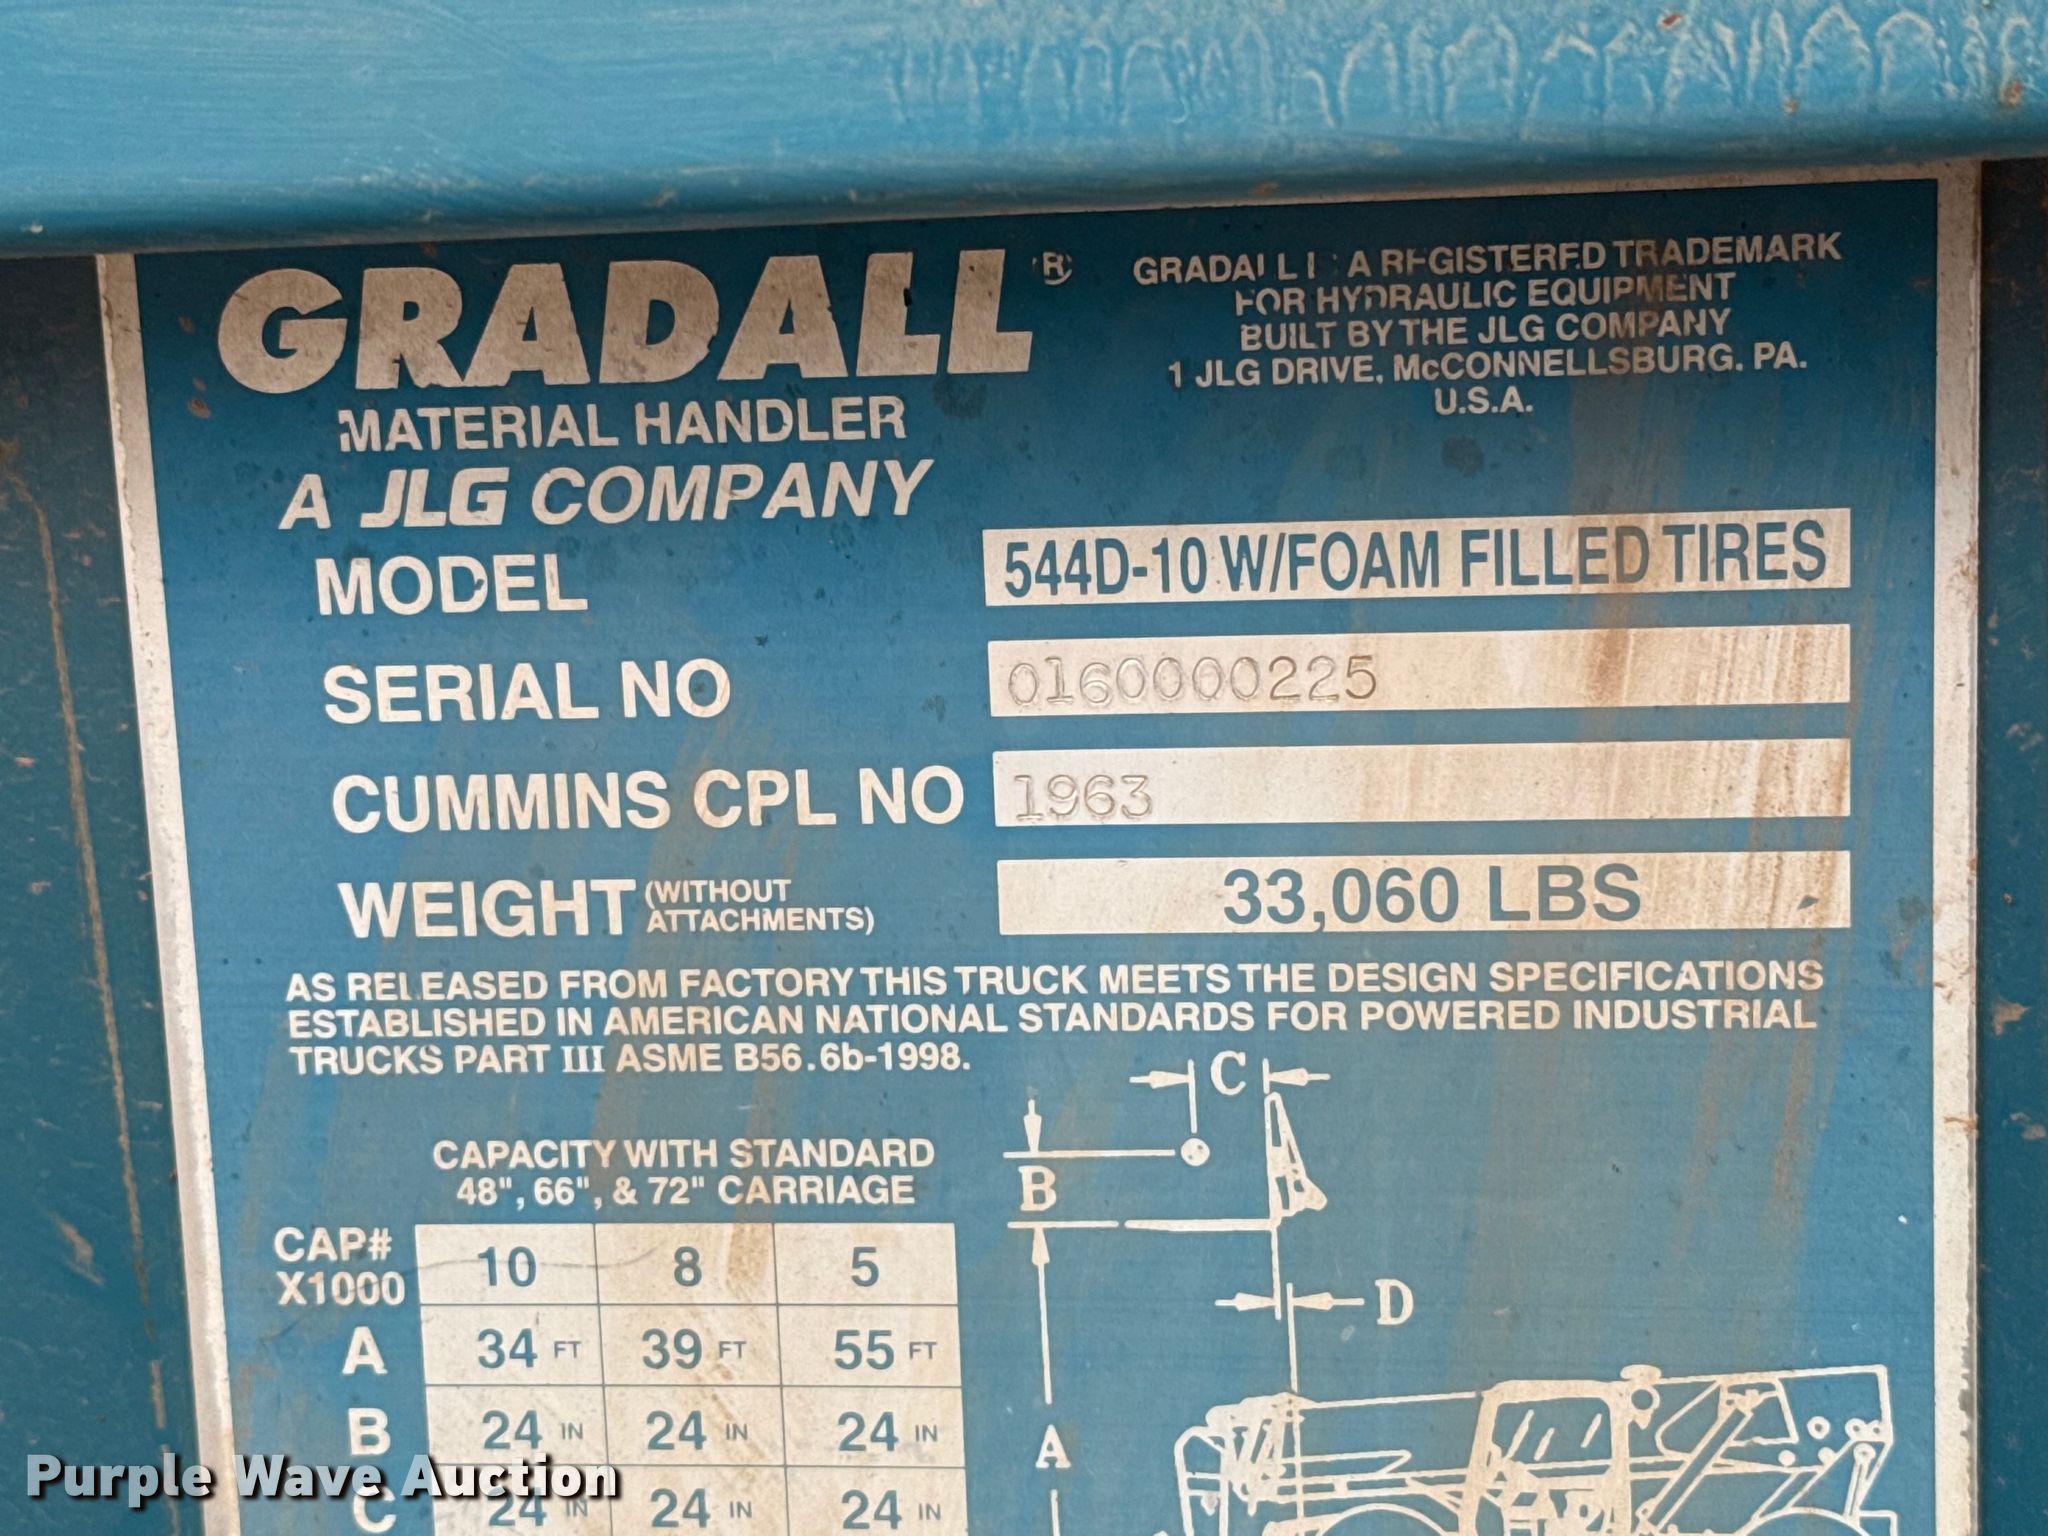 GRADALL ®
MATERIAL HANDLER
A JLG COMPANY
GRADALL I A REGISTERED TRADEMARK
FOR HYDRAULIC EQUIPMENT
BUILT BY THE JLG COMPANY
1 JLG DRIVE, McCONNELLSBURG, PA.
U.S.A.
MODEL 544D-10 W/FOAM FILLED TIRES
SERIAL NO 0160000225
CUMMINS CPL NO 1963
WEIGHT (WITHOUT ATTACHMENTS) 33,060 LBS
AS RELEASED FROM FACTORY THIS TRUCK MEETS THE DESIGN SPECIFICATIONS
ESTABLISHED IN AMERICAN NATIONAL STANDARDS FOR POWERED INDUSTRIAL
TRUCKS PART III ASME B56.6b-1998.
CAPACITY WITH STANDARD
48", 66", & 72" CARRIAGE
CAP# X1000 10 8 5
A 34 FT 39 FT 55 FT
B 24 IN 24 IN 24 IN
C 24 IN 24 IN 24 IN
C
B
D
A
Purple Wave Auction